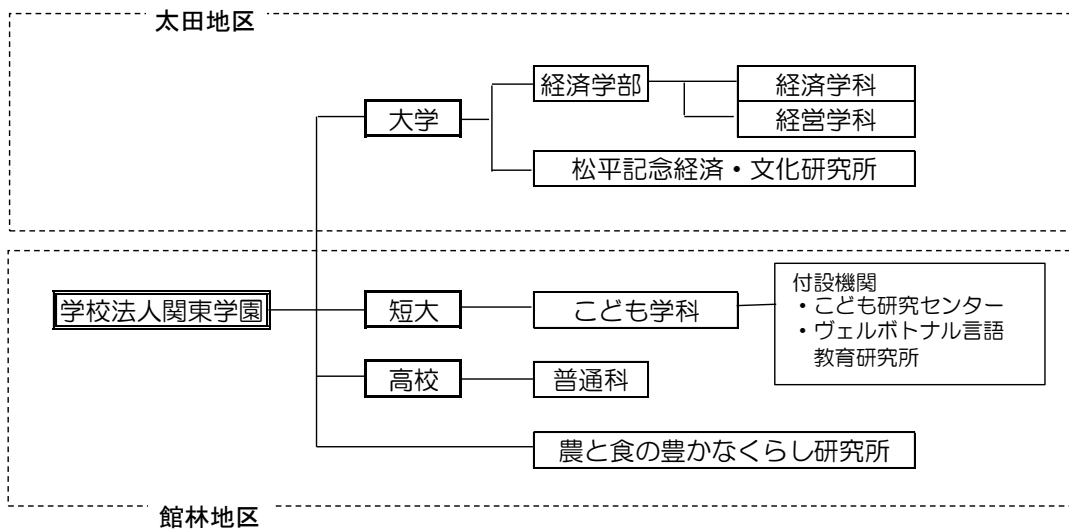 太田地区
経済学部
経済学科
大学
経営学科
松平記念経済・文化研究所
付設機関
・こども研究センター
・ヴェルボトナル言語
教育研究所
学校法人関東学園
短大
こども学科
高校
普通科
農と食の豊かなくらし研究所
館林地区